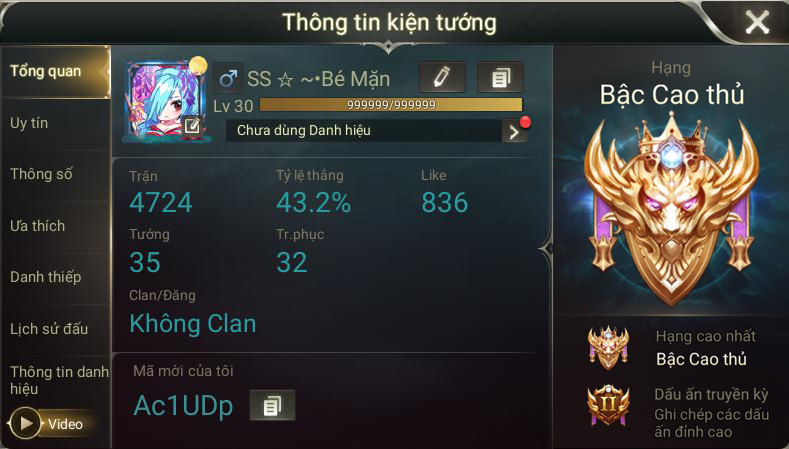 Thông tin kiện tướng
Tổng quan
Uy tín
Thông số
Ưa thích
Danh thiếp
Lịch sử đấu
Thông tin danh
hiệu
Video
SS ☆ ~•Bé Mặn
Lv 30
999999/999999
Chưa dùng Danh hiệu
Trận
Tỷ lệ thắng
Like
4724
43.2%
836
Tướng
Tr.phục
35
32
Clan/Đăng
Không Clan
Mã mời của tôi
Ac1UDp
Hạng
Bậc Cao thủ
Hạng cao nhất
Bậc Cao thủ
II
Dấu ấn truyền kỳ
Ghi chép các dấu
ấn đỉnh cao